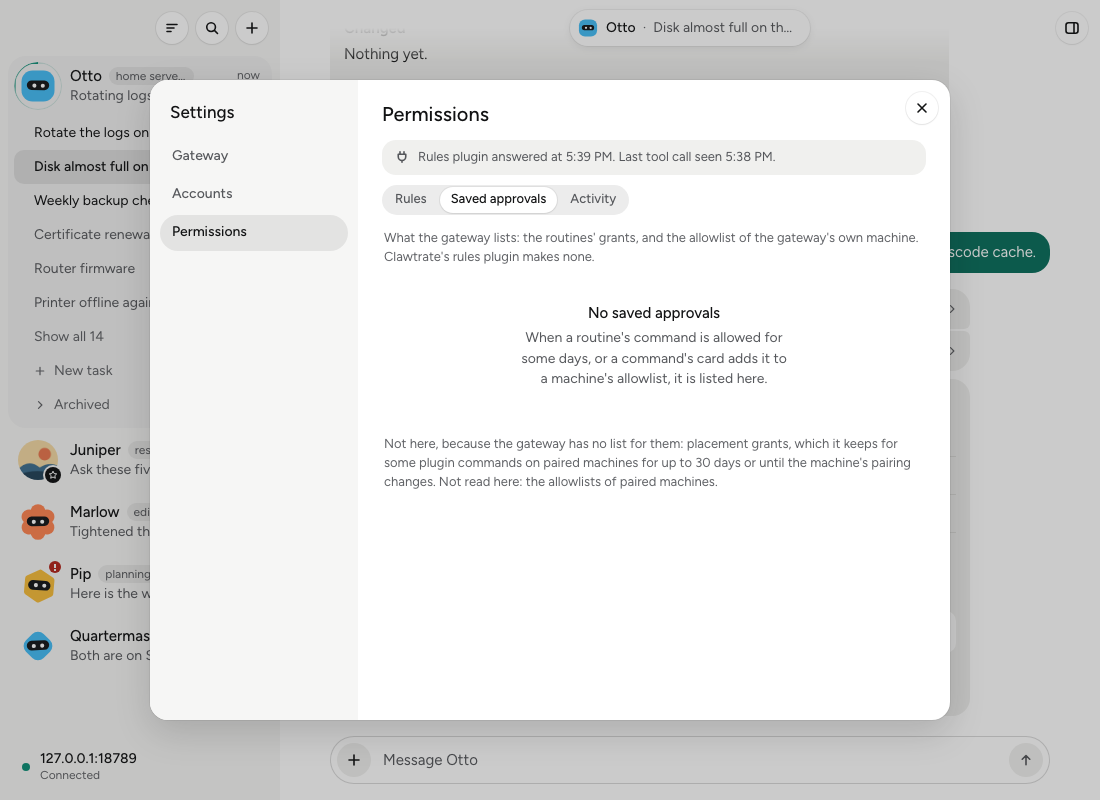 Changed
Otto · Disk almost full on th…
Nothing yet.
Otto home serve… now
Rotating logs
Rotate the logs on
Disk almost full on
Weekly backup che
Certificate renewa
Router firmware
Printer offline again
Show all 14
New task
Archived
Juniper res
Ask these five
Marlow edi
Tightened th
Pip planning
Here is the w
Quartermas
Both are on S
127.0.0.1:18789
Connected
Settings
Gateway
Accounts
Permissions
Permissions
Rules plugin answered at 5:39 PM. Last tool call seen 5:38 PM.
Rules Saved approvals Activity
What the gateway lists: the routines' grants, and the allowlist of the gateway's own machine.
Clawtrate's rules plugin makes none.
No saved approvals
When a routine's command is allowed for
some days, or a command's card adds it to
a machine's allowlist, it is listed here.
Not here, because the gateway has no list for them: placement grants, which it keeps for
some plugin commands on paired machines for up to 30 days or until the machine's pairing
changes. Not read here: the allowlists of paired machines.
scode cache.
Message Otto